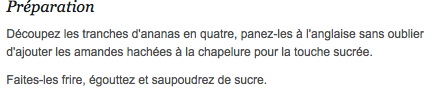 Préparation
Découpez les tranches d'ananas en quatre, panez-les à l'anglaise sans oublier
d'ajouter les amandes hachées à la chapelure pour la touche sucrée.
Faites-les frire, égouttez et saupoudrez de sucre.